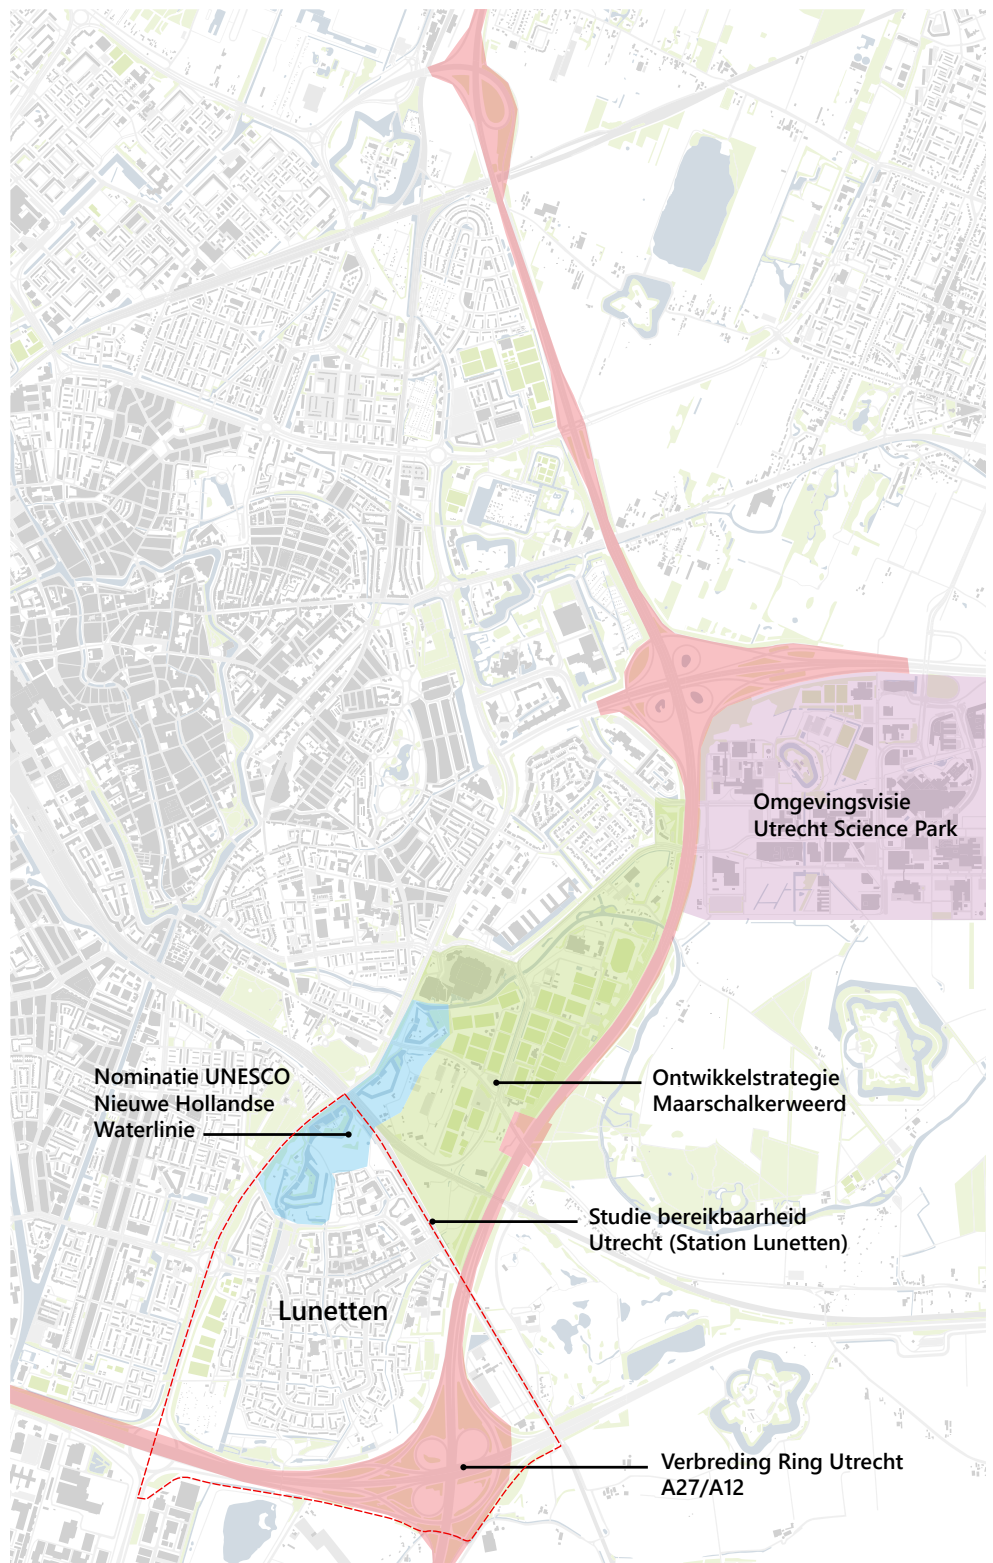 Omgevingsvisie
Utrecht Science Park
Nominatie UNESCO
Nieuwe Hollandse
Waterlinie
Ontwikkelstrategie
Maarschalkerweerd
Studie bereikbaarheid
Utrecht (Station Lunetten)
Lunetten
Verbreding Ring Utrecht
A27/A12